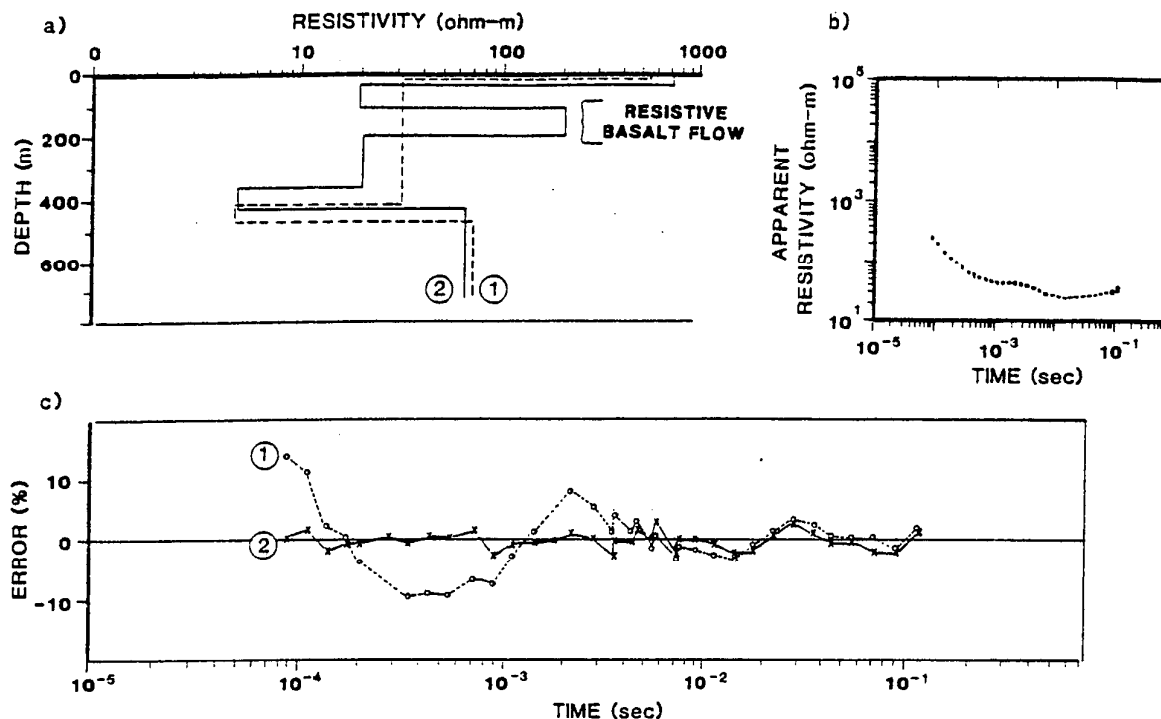 a)
RESISTIVITY (ohm-m)
0 10 100 1000
0
200
400
600
DEPTH (m)
RESISTIVE
BASALT FLOW
2 1
b)
10^5
10^3
10^1
APPARENT
RESISTIVITY (ohm-m)
10^-5 10^-3 10^-1
TIME (sec)
c)
1
2
10
0
-10
ERROR (%)
10^-5 10^-4 10^-3 10^-2 10^-1
TIME (sec)